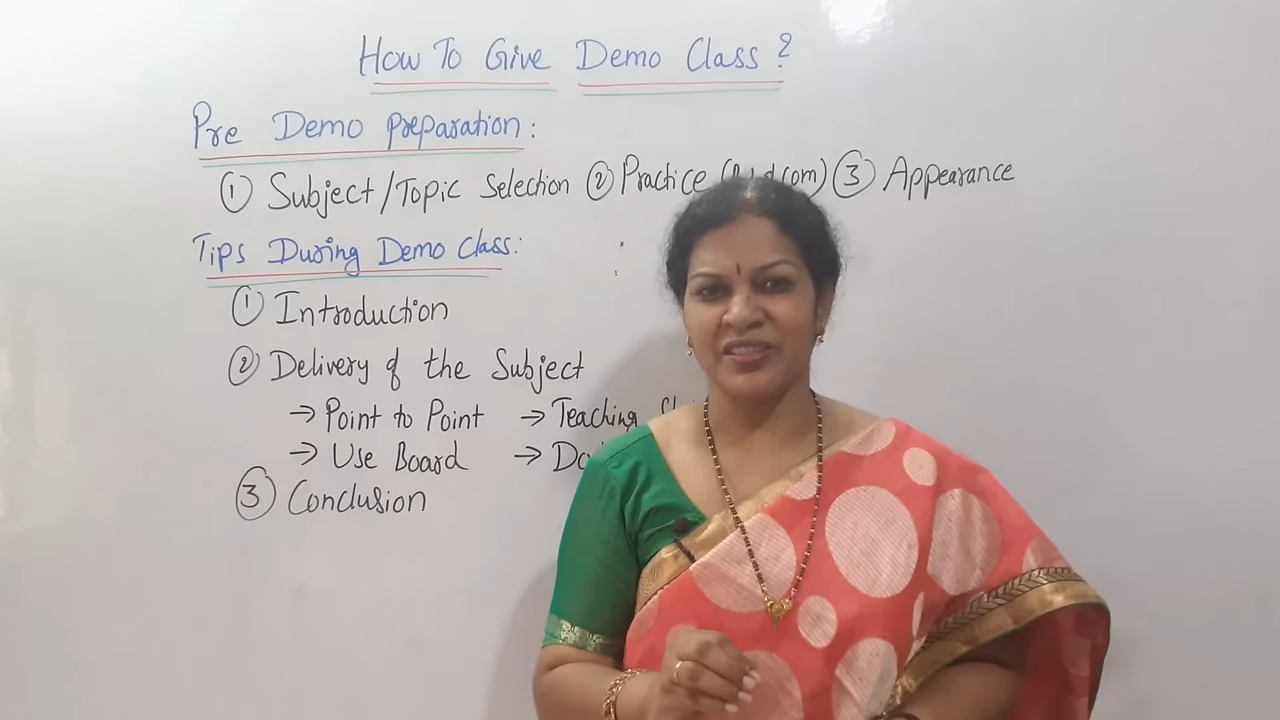 How To Give Demo Class?
Pre Demo Preparation:
① Subject/Topic Selection ② Practice ③ Appearance
Tips During Demo Class:
① Introduction
② Delivery of the Subject
→ Point to Point → Teaching
→ Use Board →
③ Conclusion